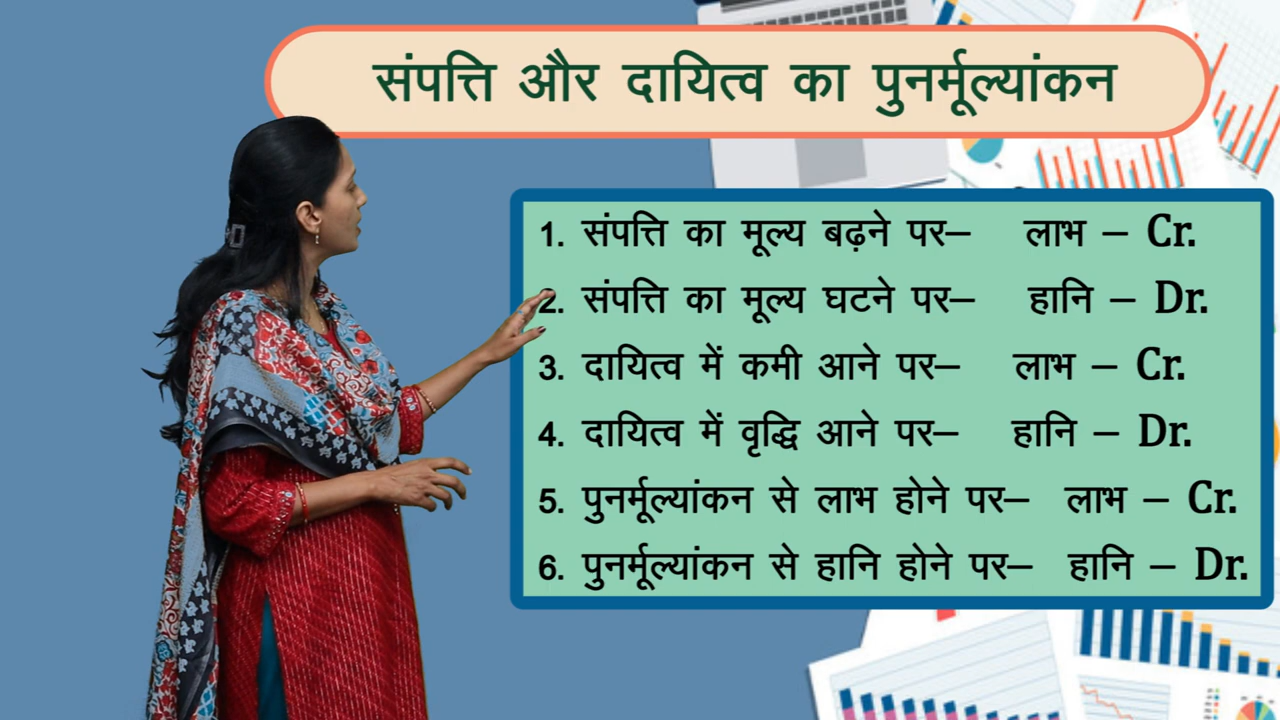 संपत्ति और दायित्व का पुनर्मूल्यांकन
1. संपत्ति का मूल्य बढ़ने पर– लाभ – Cr.
2. संपत्ति का मूल्य घटने पर– हानि – Dr.
3. दायित्व में कमी आने पर– लाभ – Cr.
4. दायित्व में वृद्धि आने पर– हानि – Dr.
5. पुनर्मूल्यांकन से लाभ होने पर– लाभ – Cr.
6. पुनर्मूल्यांकन से हानि होने पर– हानि – Dr.